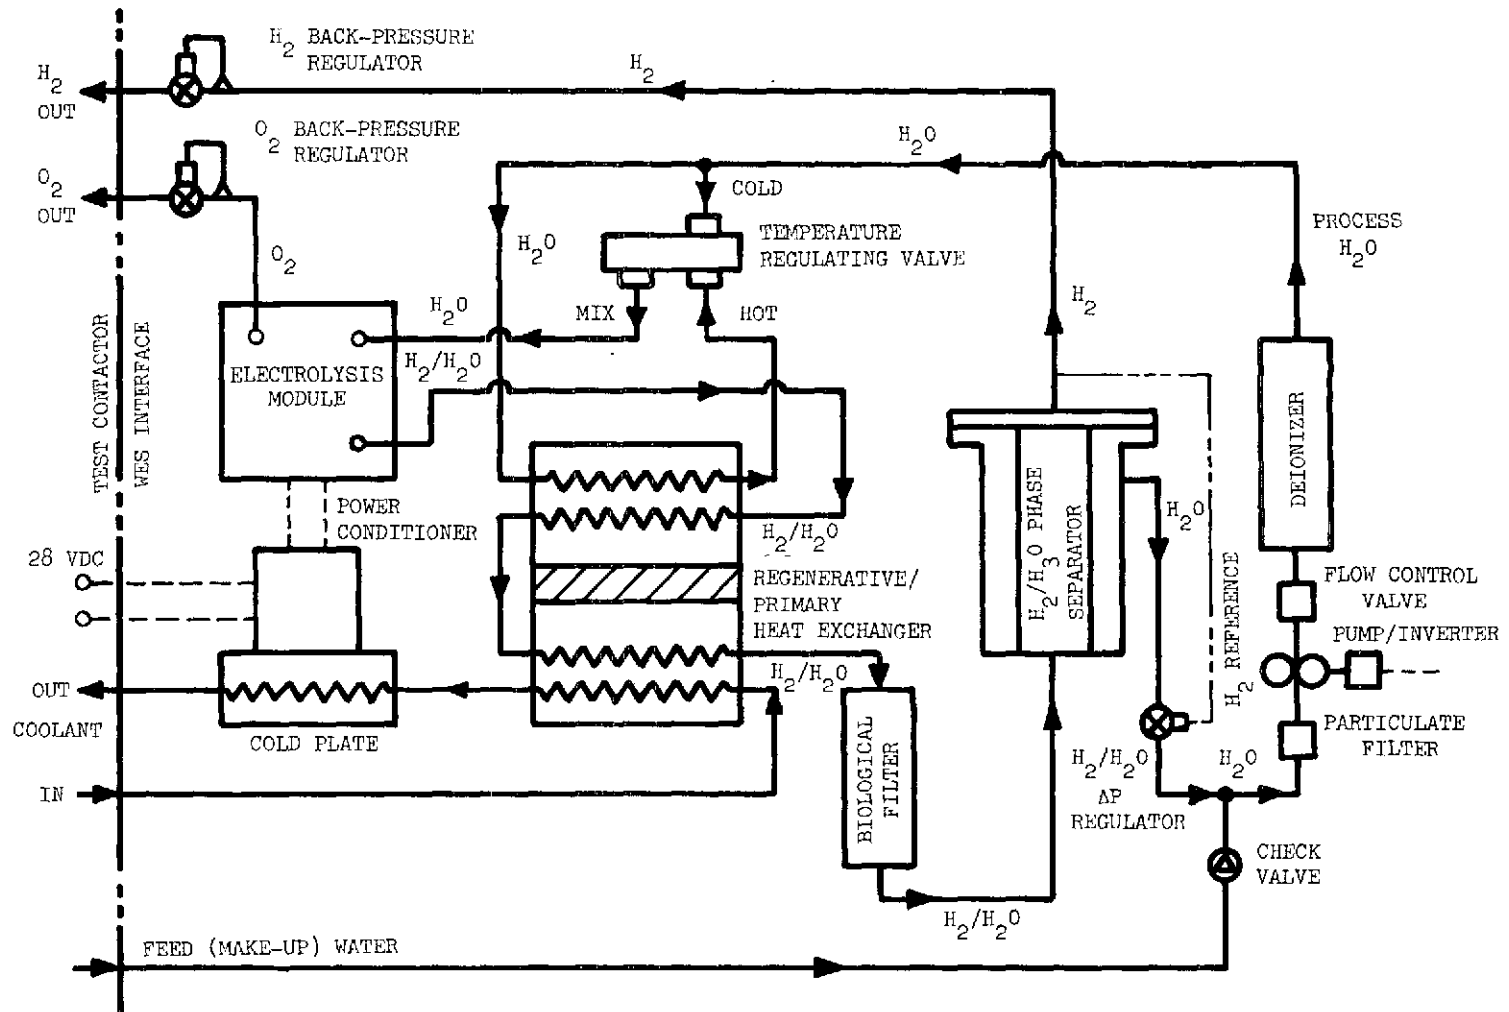 H2 BACK-PRESSURE
REGULATOR
H2
OUT
H2
O2 BACK-PRESSURE
REGULATOR
O2
OUT
H2O
COLD
PROCESS
H2O
H2O
TEMPERATURE
REGULATING VALVE
O2
H2O
MIX
HOT
H2
H2/H2O
ELECTROLYSIS
MODULE
TEST CONTACTOR
WES INTERFACE
DEIONIZER
POWER
CONDITIONER
H2/H2O
H2O
H2/H3O PHASE
SEPARATOR
28 VDC
REGENERATIVE/
PRIMARY
HEAT EXCHANGER
FLOW CONTROL
VALVE
PUMP/INVERTER
H2 REFERENCE
H2/H2O
OUT
COOLANT
COLD PLATE
PARTICULATE
FILTER
H2/H2O
ΔP
REGULATOR
H2O
IN
BIOLOGICAL
FILTER
CHECK
VALVE
H2/H2O
FEED (MAKE-UP) WATER